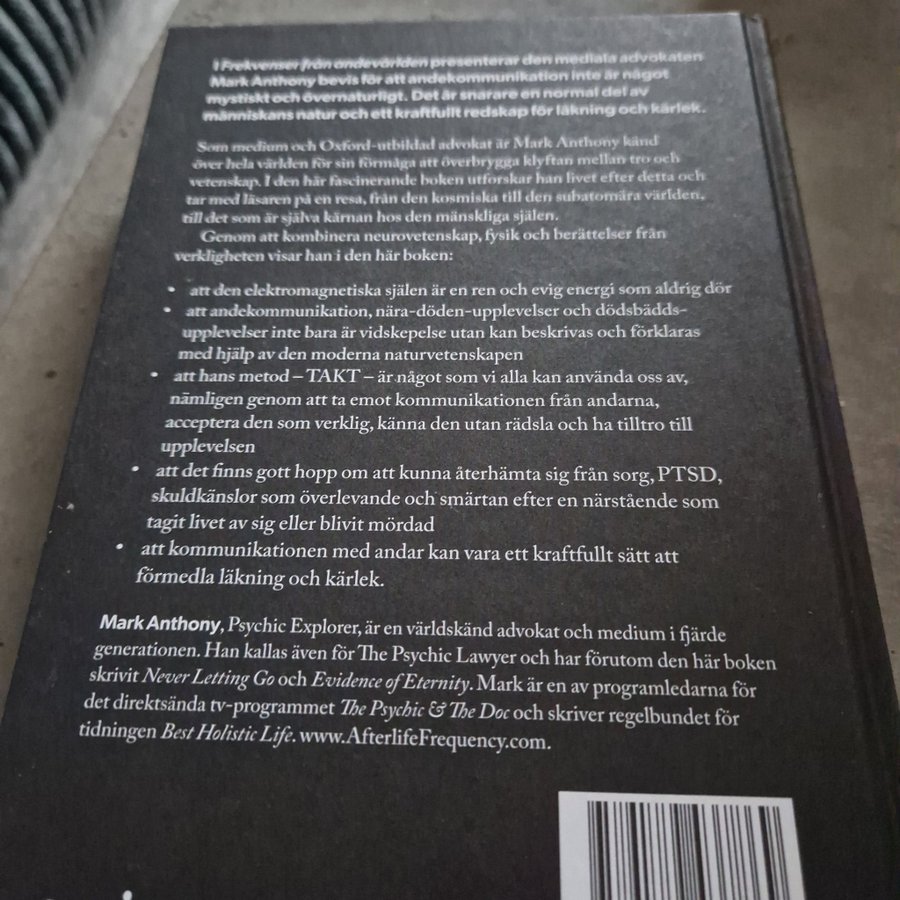 I Frekvenser från andevärlden presenterar den mediala advokaten
Mark Anthony bevis för att andekommunikation inte är något
mystiskt och övernaturligt. Det är snarare en normal del av
människans natur och ett kraftfullt redskap för läkning och kärlek.
Som medium och Oxford-utbildad advokat är Mark Anthony känd
över hela världen för sin förmåga att överbrygga klyftan mellan tro och
vetenskap. I den här fascinerande boken utforskar han livet efter detta och
tar med läsaren på en resa, från den kosmiska till den subatomära världen,
till det som är själva kärnan hos den mänskliga själen.
Genom att kombinera neurovetenskap, fysik och berättelser från
verkligheten visar han i den här boken:
• att den elektromagnetiska själen är en ren och evig energi som aldrig dör
• att andekommunikation, nära-döden-upplevelser och dödsbädds-
upplevelser inte bara är vidskepelse utan kan beskrivas och förklaras
med hjälp av den moderna naturvetenskapen
• att hans metod – TAKT – är något som vi alla kan använda oss av,
nämligen genom att ta emot kommunikationen från andarna,
acceptera den som verklig, känna den utan rädsla och ha tilltro till
upplevelsen
• att det finns gott hopp om att kunna återhämta sig från sorg, PTSD,
skuldkänslor som överlevande och smärtan efter en närstående som
tagit livet av sig eller blivit mördad
• att kommunikationen med andar kan vara ett kraftfullt sätt att
förmedla läkning och kärlek.
Mark Anthony, Psychic Explorer, är en världskänd advokat och medium i fjärde
generationen. Han kallas även för The Psychic Lawyer och har förutom den här boken
skrivit Never Letting Go och Evidence of Eternity. Mark är en av programledarna för
det direktsända tv-programmet The Psychic & The Doc och skriver regelbundet för
tidningen Best Holistic Life. www.AfterlifeFrequency.com.